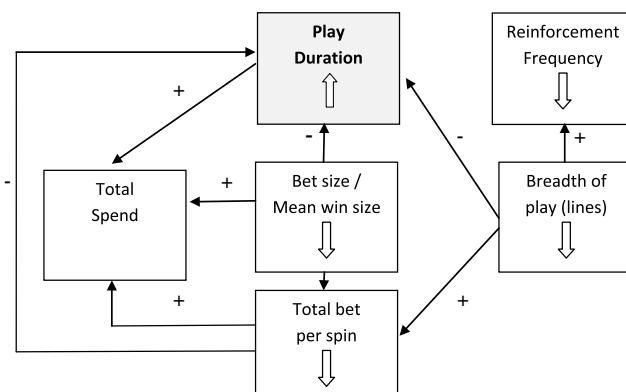 Play
Duration
Reinforcement
Frequency
+
-
-
+
-
Total
Spend
+
Bet size /
Mean win size
Breadth of
play (lines)
+
+
Total bet
per spin